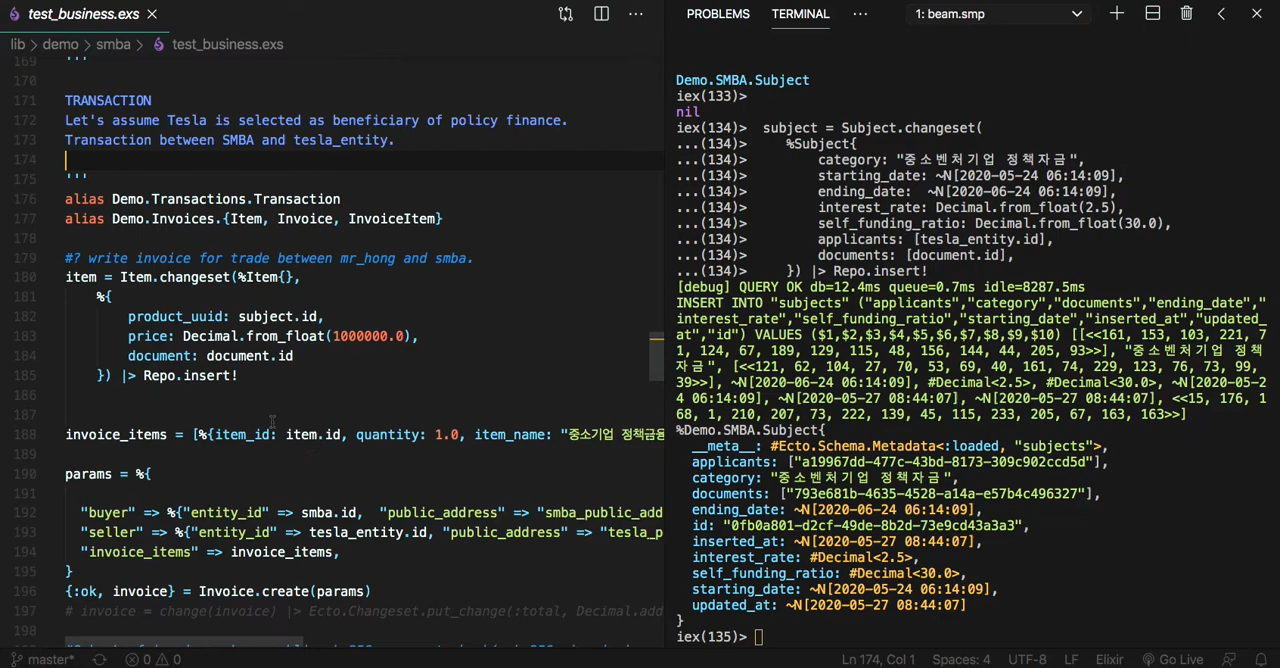 test_business.exs
lib > demo > smba > test_business.exs
169 '''
170
171 TRANSACTION
172 Let's assume Tesla is selected as beneficiary of policy finance.
173 Transaction between SMBA and tesla_entity.
174
175 '''
176 alias Demo.Transactions.Transaction
177 alias Demo.Invoices.{Item, Invoice, InvoiceItem}
178
179 #? write invoice for trade between mr_hong and smba.
180 item = Item.changeset(%Item{},
181 %{
182 product_uuid: subject.id,
183 price: Decimal.from_float(1000000.0),
184 document: document.id
185 }) |> Repo.insert!
186
187
188 invoice_items = [%{item_id: item.id, quantity: 1.0, item_name: "중소기업 정책금융
189
190 params = %{
191
192 "buyer" => %{"entity_id" => smba.id, "public_address" => "smba_public_add
193 "seller" => %{"entity_id" => tesla_entity.id, "public_address" => "tesla_p
194 "invoice_items" => invoice_items,
195 }
196 {:ok, invoice} = Invoice.create(params)
197 # invoice = change(invoice) |> Ecto.Changeset.put_change(:total, Decimal.add
198
PROBLEMS TERMINAL 1: beam.smp
Demo.SMBA.Subject
iex(133)>
nil
iex(134)> subject = Subject.changeset(
...(134)> %Subject{
...(134)> category: "중소벤처기업 정책자금",
...(134)> starting_date: ~N[2020-05-24 06:14:09],
...(134)> ending_date: ~N[2020-06-24 06:14:09],
...(134)> interest_rate: Decimal.from_float(2.5),
...(134)> self_funding_ratio: Decimal.from_float(30.0),
...(134)> applicants: [tesla_entity.id],
...(134)> documents: [document.id],
...(134)> }) |> Repo.insert!
[debug] QUERY OK db=12.4ms queue=0.7ms idle=8287.5ms
INSERT INTO "subjects" ("applicants","category","documents","ending_date","
interest_rate","self_funding_ratio","starting_date","inserted_at","updated_
at","id") VALUES ($1,$2,$3,$4,$5,$6,$7,$8,$9,$10) [[<<161, 153, 103, 221, 7
1, 124, 67, 189, 129, 115, 48, 156, 144, 44, 205, 93>>], "중소벤처기업 정책
자금", [<<121, 62, 104, 27, 70, 53, 69, 40, 161, 74, 229, 123, 76, 73, 99,
39>>], ~N[2020-06-24 06:14:09], #Decimal<2.5>, #Decimal<30.0>, ~N[2020-05-2
4 06:14:09], ~N[2020-05-27 08:44:07], ~N[2020-05-27 08:44:07], <<15, 176, 1
68, 1, 210, 207, 73, 222, 139, 45, 115, 233, 205, 67, 163, 163>>]
%Demo.SMBA.Subject{
__meta__: #Ecto.Schema.Metadata<:loaded, "subjects">,
applicants: ["a19967dd-477c-43bd-8173-309c902ccd5d"],
category: "중소벤처기업 정책자금",
documents: ["793e681b-4635-4528-a14a-e57b4c496327"],
ending_date: ~N[2020-06-24 06:14:09],
id: "0fb0a801-d2cf-49de-8b2d-73e9cd43a3a3",
inserted_at: ~N[2020-05-27 08:44:07],
interest_rate: #Decimal<2.5>,
self_funding_ratio: #Decimal<30.0>,
starting_date: ~N[2020-05-24 06:14:09],
updated_at: ~N[2020-05-27 08:44:07]
}
iex(135)>
master* 0 0 Ln 174, Col 1 Spaces: 4 UTF-8 LF Elixir Go Live